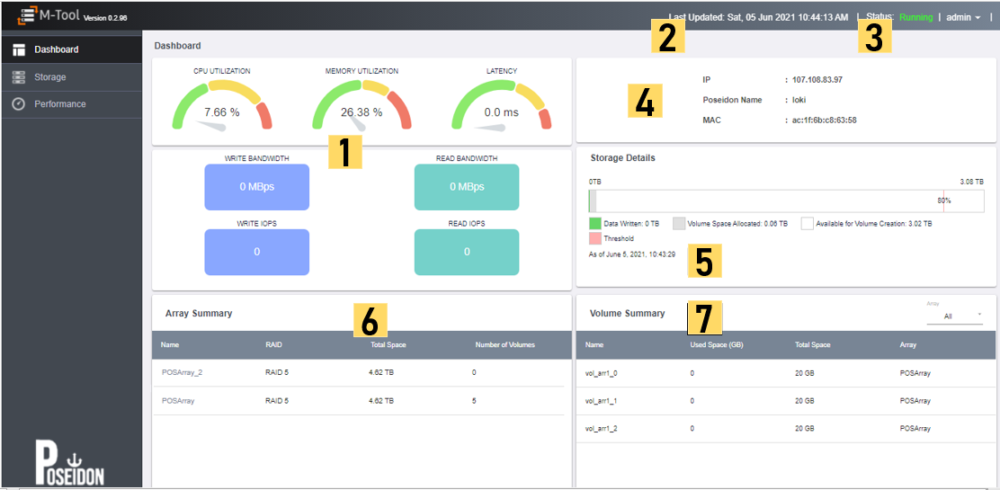 M-Tool Version 0.2.96
Last Updated: Sat, 05 Jun 2021 10:44:13 AM | Status: Running | admin |
2
3
Dashboard
Storage
Performance
POSEIDON
Dashboard
CPU UTILIZATION
MEMORY UTILIZATION
LATENCY
7.66 %
26.38 %
0.0 ms
1
WRITE BANDWIDTH
READ BANDWIDTH
0 MBps
0 MBps
WRITE IOPS
READ IOPS
0
0
4
IP : 107.108.83.97
Poseidon Name : loki
MAC : ac:1f:6b:c8:63:58
Storage Details
0TB
3.08 TB
80%
Data Written: 0 TB
Volume Space Allocated: 0.06 TB
Available for Volume Creation: 3.02 TB
Threshold
As of June 5, 2021, 10:43:29
5
Array Summary
6
Name RAID Total Space Number of Volumes
POSArray_2 RAID 5 4.62 TB 0
POSArray RAID 5 4.62 TB 5
Volume Summary
7
Array
All
Name Used Space (GB) Total Space Array
vol_arr1_0 0 20 GB POSArray
vol_arr1_1 0 20 GB POSArray
vol_arr1_2 0 20 GB POSArray